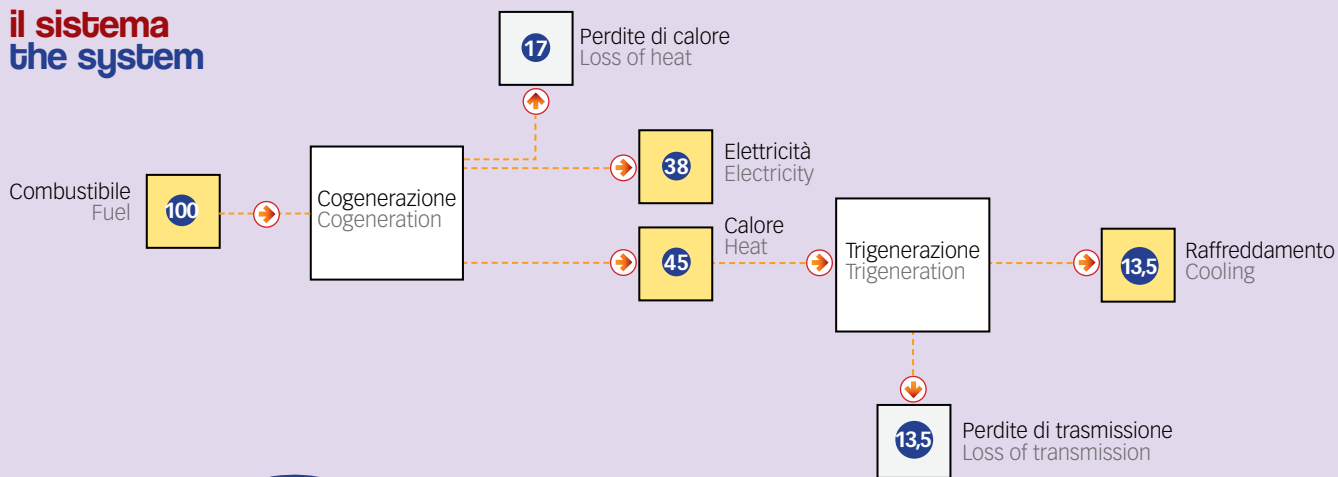 il sistema
the system
17
Perdite di calore
Loss of heat
38
Elettricità
Electricity
Combustibile
Fuel
100
Cogenerazione
Cogeneration
45
Calore
Heat
Trigenerazione
Trigeneration
13,5
Raffreddamento
Cooling
13,5
Perdite di trasmissione
Loss of transmission